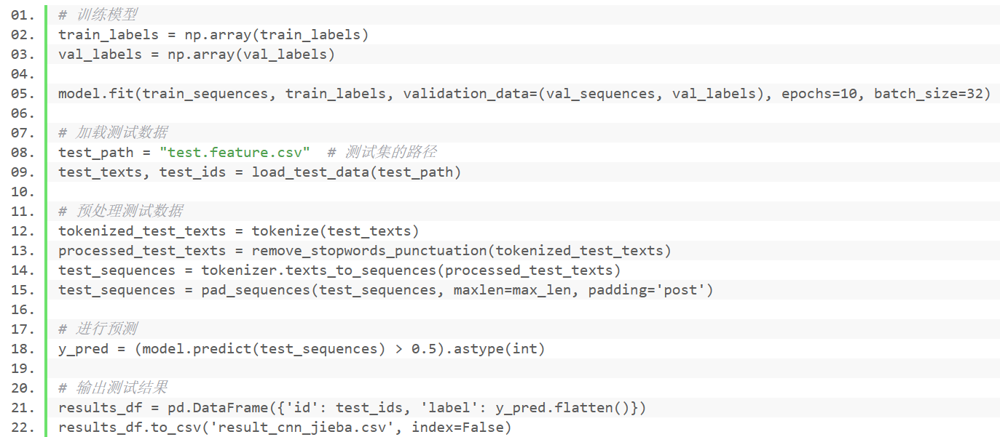 01. # 训练模型
02. train_labels = np.array(train_labels)
03. val_labels = np.array(val_labels)
04.
05. model.fit(train_sequences, train_labels, validation_data=(val_sequences, val_labels), epochs=10, batch_size=32)
06.
07. # 加载测试数据
08. test_path = "test.feature.csv"  # 测试集的路径
09. test_texts, test_ids = load_test_data(test_path)
10.
11. # 预处理测试数据
12. tokenized_test_texts = tokenize(test_texts)
13. processed_test_texts = remove_stopwords_punctuation(tokenized_test_texts)
14. test_sequences = tokenizer.texts_to_sequences(processed_test_texts)
15. test_sequences = pad_sequences(test_sequences, maxlen=max_len, padding='post')
16.
17. # 进行预测
18. y_pred = (model.predict(test_sequences) > 0.5).astype(int)
19.
20. # 输出测试结果
21. results_df = pd.DataFrame({'id': test_ids, 'label': y_pred.flatten()})
22. results_df.to_csv('result_cnn_jieba.csv', index=False)